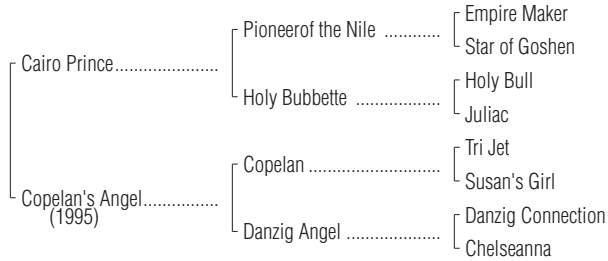 Empire Maker
Pioneerof the Nile ............
Star of Goshen
Cairo Prince.....................
Holy Bull
Holy Bubbette .................
Juliac
Tri Jet
Copelan ..........................
Susan's Girl
Copelan's Angel...............
(1995)
Danzig Connection
Danzig Angel ...................
Chelseanna